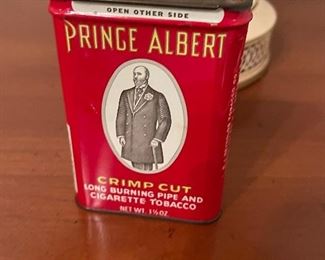 OPEN OTHER SIDE
PRINCE ALBERT
CRIMP CUT
LONG BURNING PIPE AND
CIGARETTE TOBACCO
NET WT. 1½ OZ